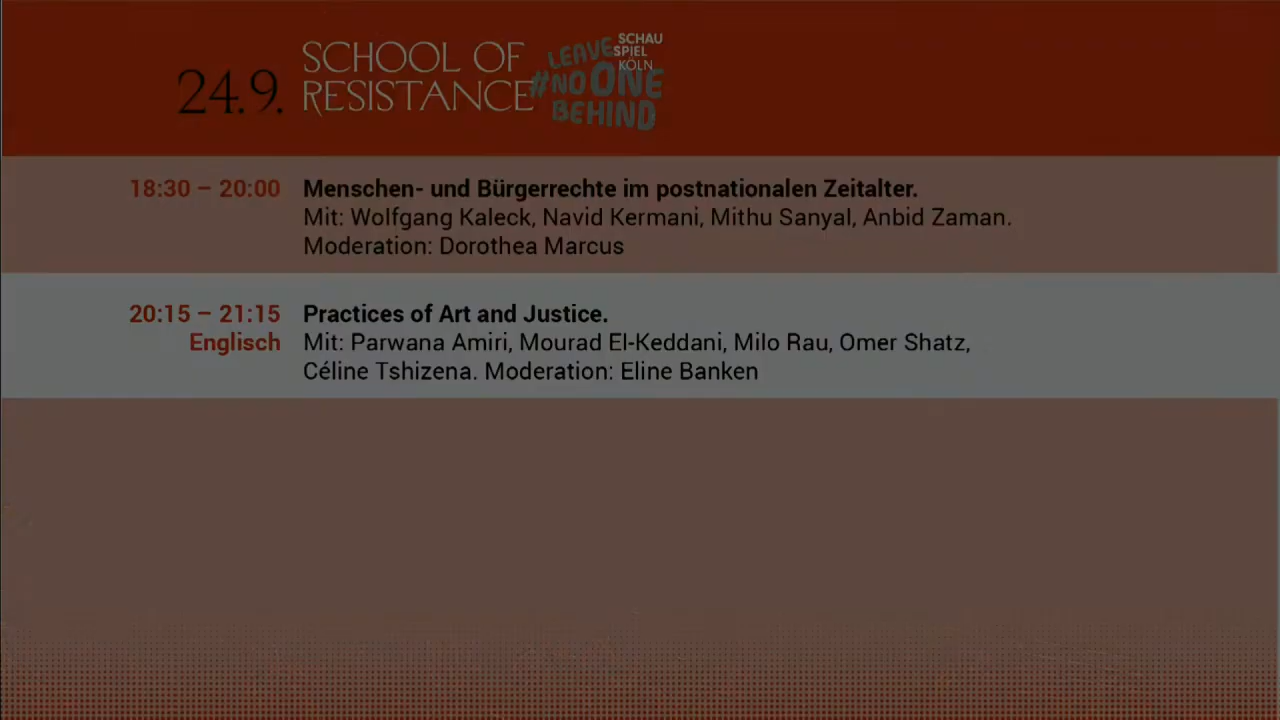 24.9.
SCHOOL OF
RESISTANCE
LEAVE
#NO ONE
BEHIND
SCHAU
SPIEL
KÖLN
18:30 – 20:00 Menschen- und Bürgerrechte im postnationalen Zeitalter.
Mit: Wolfgang Kaleck, Navid Kermani, Mithu Sanyal, Anbid Zaman.
Moderation: Dorothea Marcus
20:15 – 21:15 Practices of Art and Justice.
Englisch Mit: Parwana Amiri, Mourad El-Keddani, Milo Rau, Omer Shatz,
Céline Tshizena. Moderation: Eline Banken